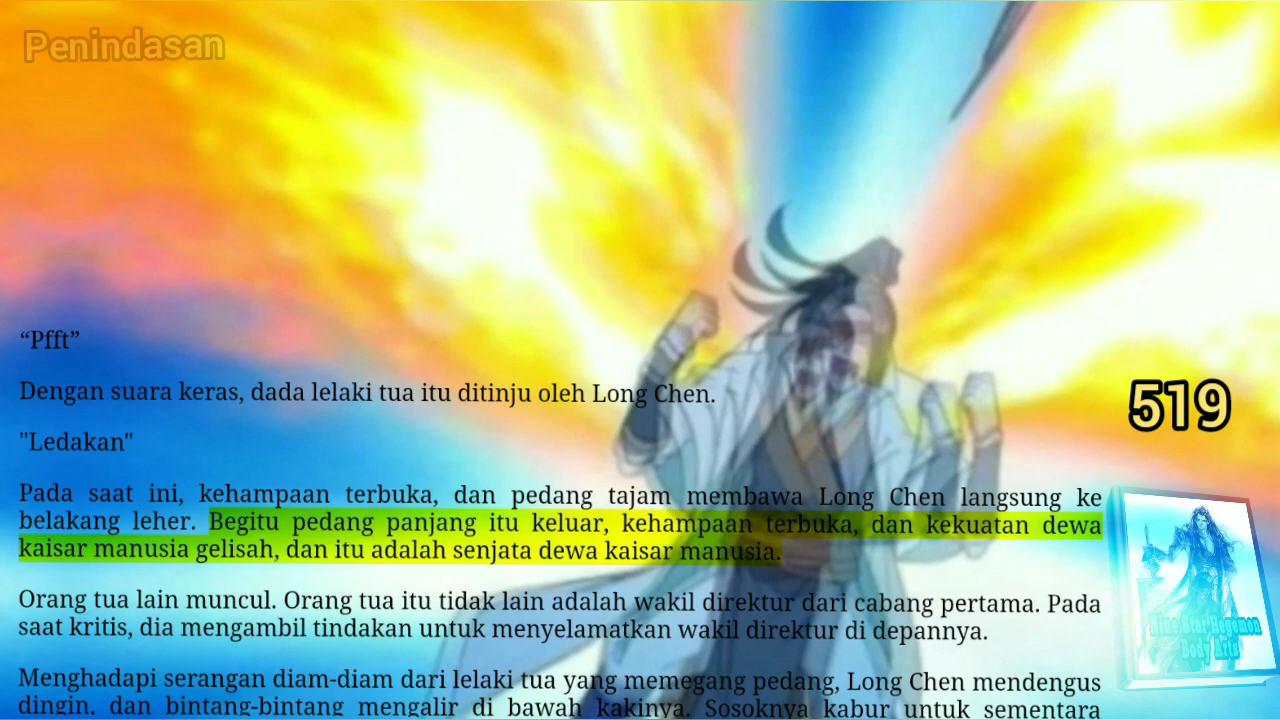 Penindasan
“Pfft”
Dengan suara keras, dada lelaki tua itu ditinju oleh Long Chen.
"Ledakan"
Pada saat ini, kehampaan terbuka, dan pedang tajam membawa Long Chen langsung ke
belakang leher. Begitu pedang panjang itu keluar, kehampaan terbuka, dan kekuatan dewa
kaisar manusia gelisah, dan itu adalah senjata dewa kaisar manusia.
Orang tua lain muncul. Orang tua itu tidak lain adalah wakil direktur dari cabang pertama. Pada
saat kritis, dia mengambil tindakan untuk menyelamatkan wakil direktur di depannya.
Menghadapi serangan diam-diam dari lelaki tua yang memegang pedang, Long Chen mendengus
dingin, dan bintang-bintang mengalir di bawah kakinya. Sosoknya kabur untuk sementara
519
Nine Star Hegemon
Body Arts